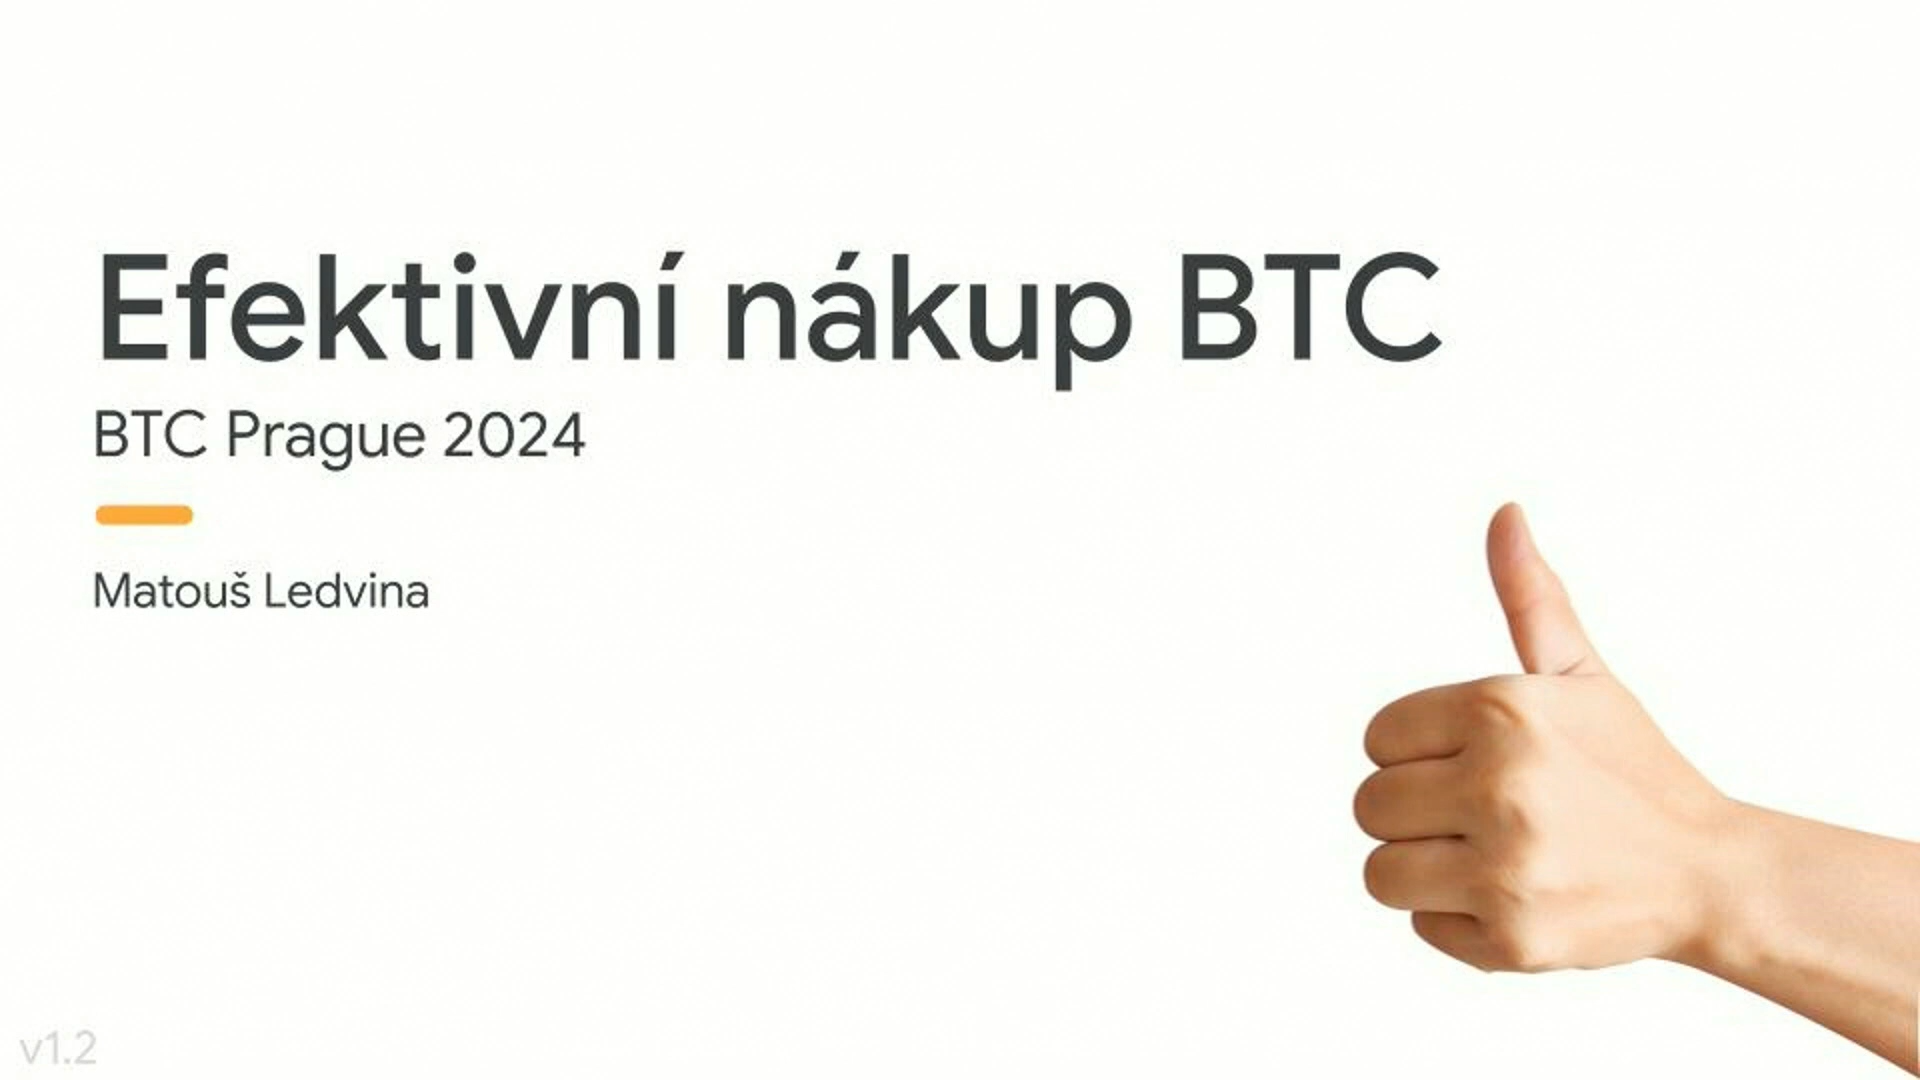 Efektivní nákup BTC
BTC Prague 2024
Matouš Ledvina
v1.2